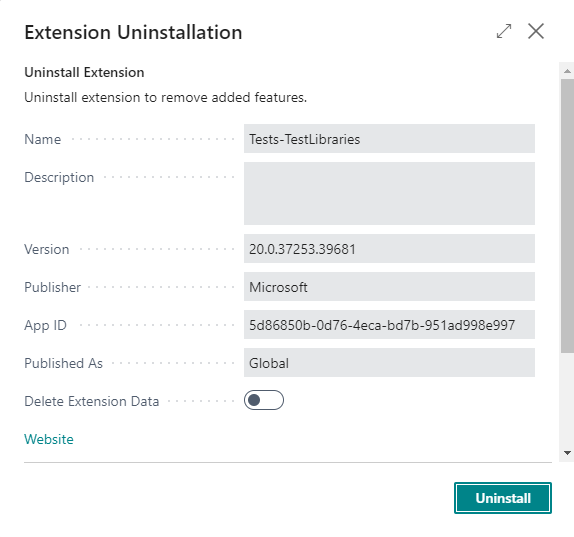 Extension Uninstallation
Uninstall Extension
Uninstall extension to remove added features.
Name Tests-TestLibraries
Description
Version 20.0.37253.39681
Publisher Microsoft
App ID 5d86850b-0d76-4eca-bd7b-951ad998e997
Published As Global
Delete Extension Data
Website
Uninstall